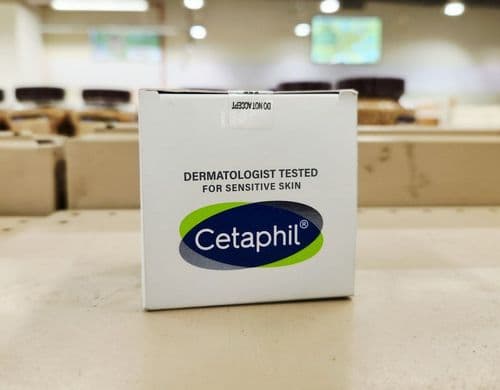 DO NOT ACCEPT
DERMATOLOGIST TESTED
FOR SENSITIVE SKIN
Cetaphil®